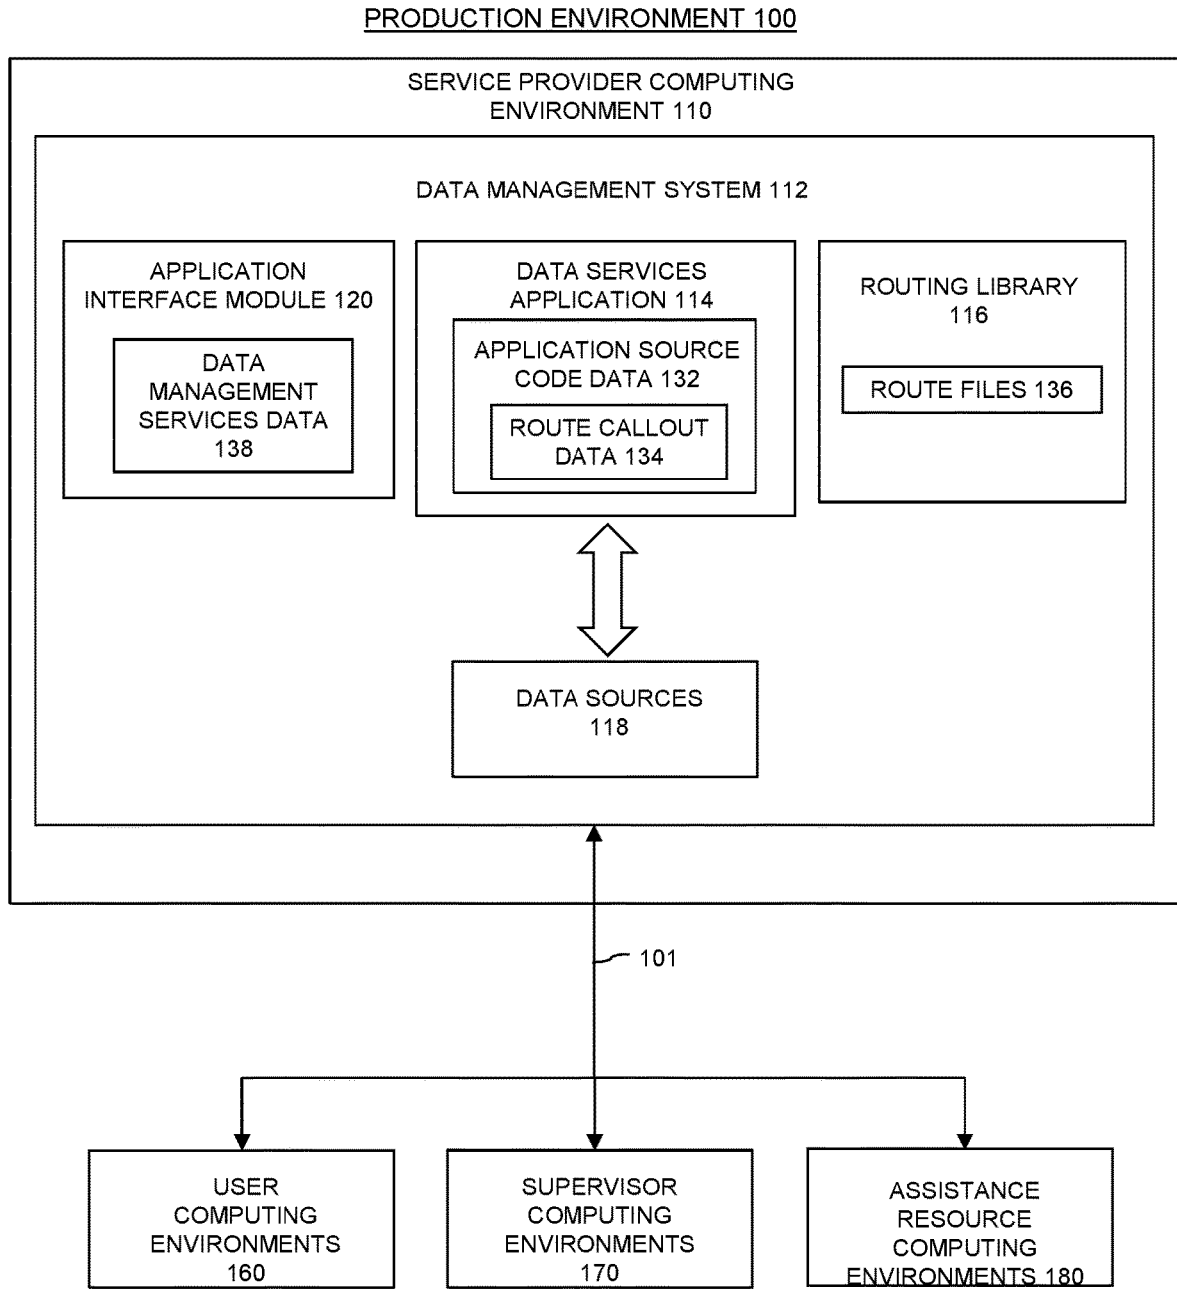 PRODUCTION ENVIRONMENT 100
SERVICE PROVIDER COMPUTING
ENVIRONMENT 110
DATA MANAGEMENT SYSTEM 112
APPLICATION
INTERFACE MODULE 120
DATA
MANAGEMENT
SERVICES DATA
138
DATA SERVICES
APPLICATION 114
APPLICATION SOURCE
CODE DATA 132
ROUTE CALLOUT
DATA 134
ROUTING LIBRARY
116
ROUTE FILES 136
DATA SOURCES
118
101
USER
COMPUTING
ENVIRONMENTS
160
SUPERVISOR
COMPUTING
ENVIRONMENTS
170
ASSISTANCE
RESOURCE
COMPUTING
ENVIRONMENTS 180